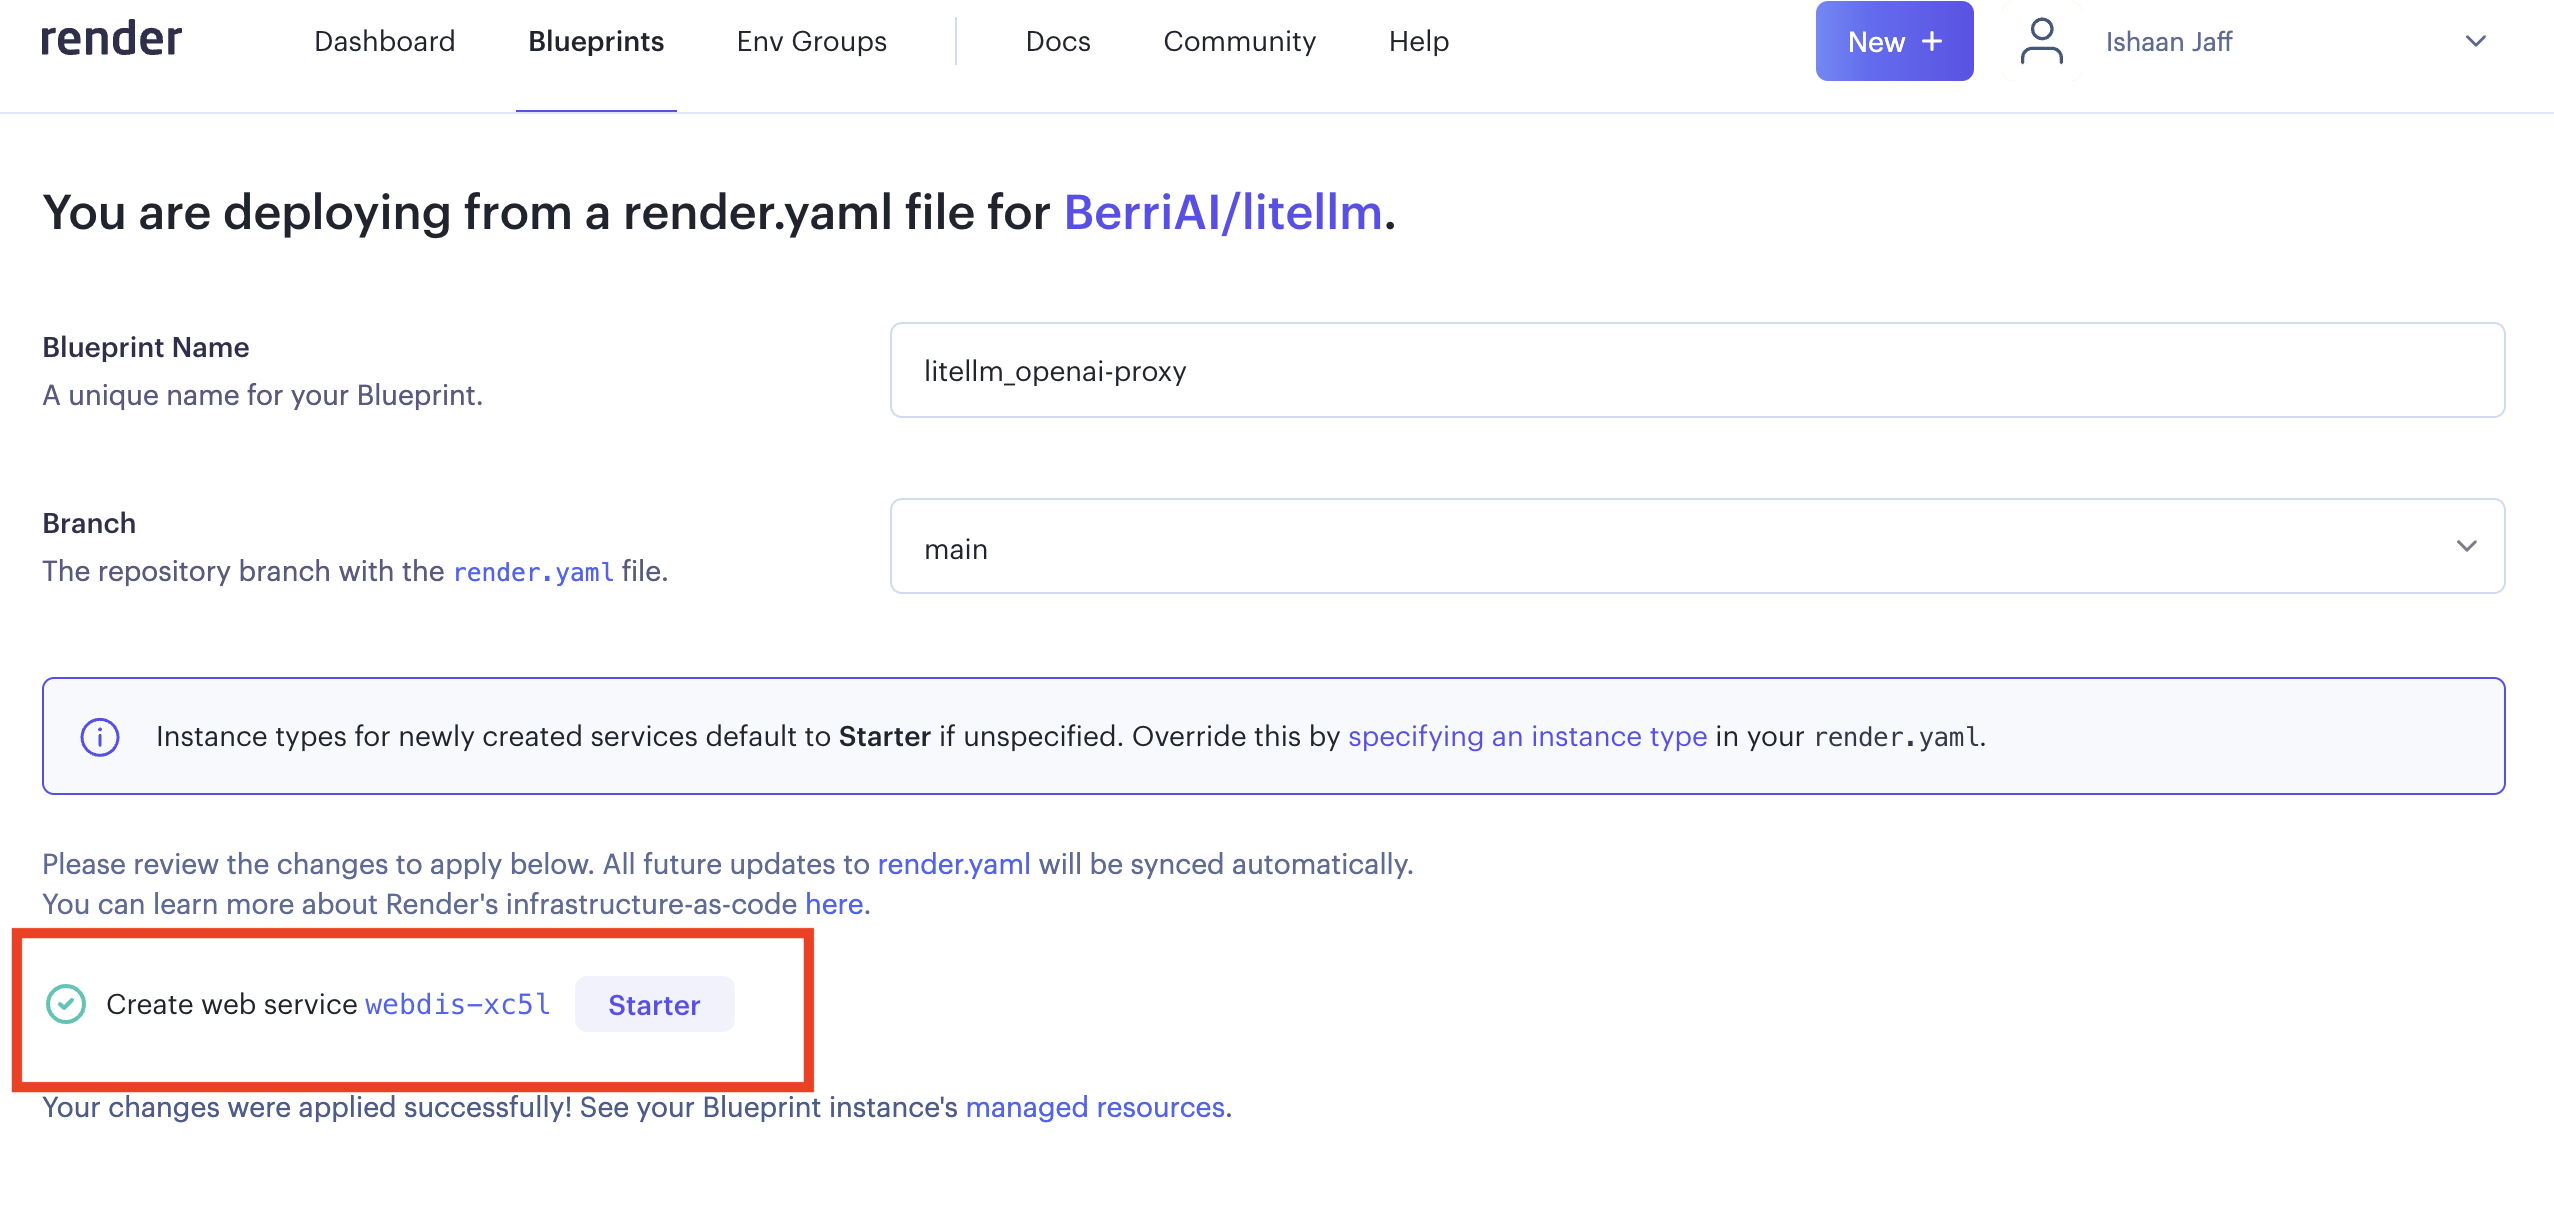 render Dashboard Blueprints Env Groups Docs Community Help New + Ishaan Jaff
You are deploying from a render.yaml file for BerriAI/litellm.
Blueprint Name
A unique name for your Blueprint.
litellm_openai-proxy
Branch
The repository branch with the render.yaml file.
main
Instance types for newly created services default to Starter if unspecified. Override this by specifying an instance type in your render.yaml.
Please review the changes to apply below. All future updates to render.yaml will be synced automatically.
You can learn more about Render's infrastructure-as-code here.
Create web service webdis-xc5l Starter
Your changes were applied successfully! See your Blueprint instance's managed resources.